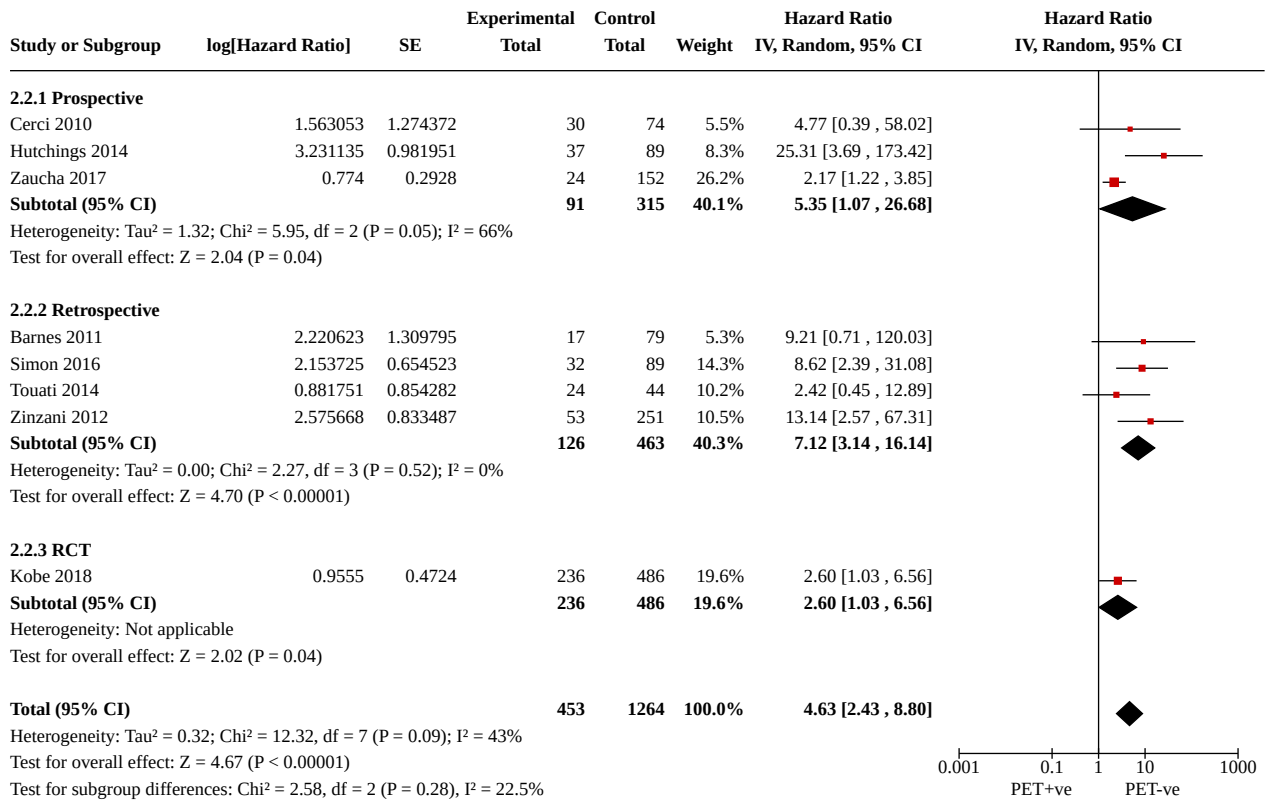 Experimental Control Hazard Ratio Hazard Ratio
Study or Subgroup log[Hazard Ratio] SE Total Total Weight IV, Random, 95% CI IV, Random, 95% CI
2.2.1 Prospective
Cerci 2010 1.563053 1.274372 30 74 5.5% 4.77 [0.39 , 58.02]
Hutchings 2014 3.231135 0.981951 37 89 8.3% 25.31 [3.69 , 173.42]
Zaucha 2017 0.774 0.2928 24 152 26.2% 2.17 [1.22 , 3.85]
Subtotal (95% CI) 91 315 40.1% 5.35 [1.07 , 26.68]
Heterogeneity: Tau² = 1.32; Chi² = 5.95, df = 2 (P = 0.05); I² = 66%
Test for overall effect: Z = 2.04 (P = 0.04)
2.2.2 Retrospective
Barnes 2011 2.220623 1.309795 17 79 5.3% 9.21 [0.71 , 120.03]
Simon 2016 2.153725 0.654523 32 89 14.3% 8.62 [2.39 , 31.08]
Touati 2014 0.881751 0.854282 24 44 10.2% 2.42 [0.45 , 12.89]
Zinzani 2012 2.575668 0.833487 53 251 10.5% 13.14 [2.57 , 67.31]
Subtotal (95% CI) 126 463 40.3% 7.12 [3.14 , 16.14]
Heterogeneity: Tau² = 0.00; Chi² = 2.27, df = 3 (P = 0.52); I² = 0%
Test for overall effect: Z = 4.70 (P < 0.00001)
2.2.3 RCT
Kobe 2018 0.9555 0.4724 236 486 19.6% 2.60 [1.03 , 6.56]
Subtotal (95% CI) 236 486 19.6% 2.60 [1.03 , 6.56]
Heterogeneity: Not applicable
Test for overall effect: Z = 2.02 (P = 0.04)
Total (95% CI) 453 1264 100.0% 4.63 [2.43 , 8.80]
Heterogeneity: Tau² = 0.32; Chi² = 12.32, df = 7 (P = 0.09); I² = 43%
Test for overall effect: Z = 4.67 (P < 0.00001)
0.001 0.1 1 10 1000
Test for subgroup differences: Chi² = 2.58, df = 2 (P = 0.28), I² = 22.5%
PET+ve PET-ve